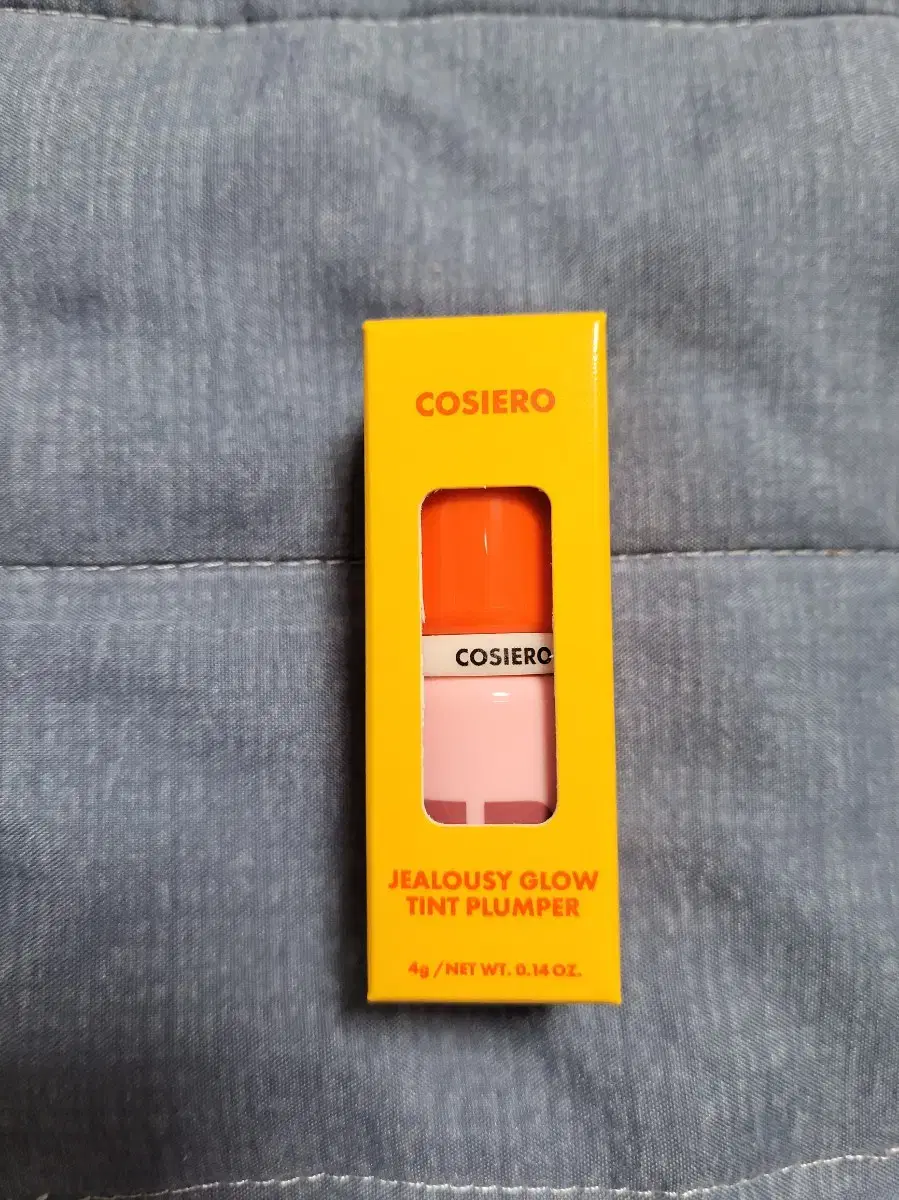 COSIERO
COSIERO
JEALOUSY GLOW
TINT PLUMPER
4g / NET WT. 0.14 OZ.